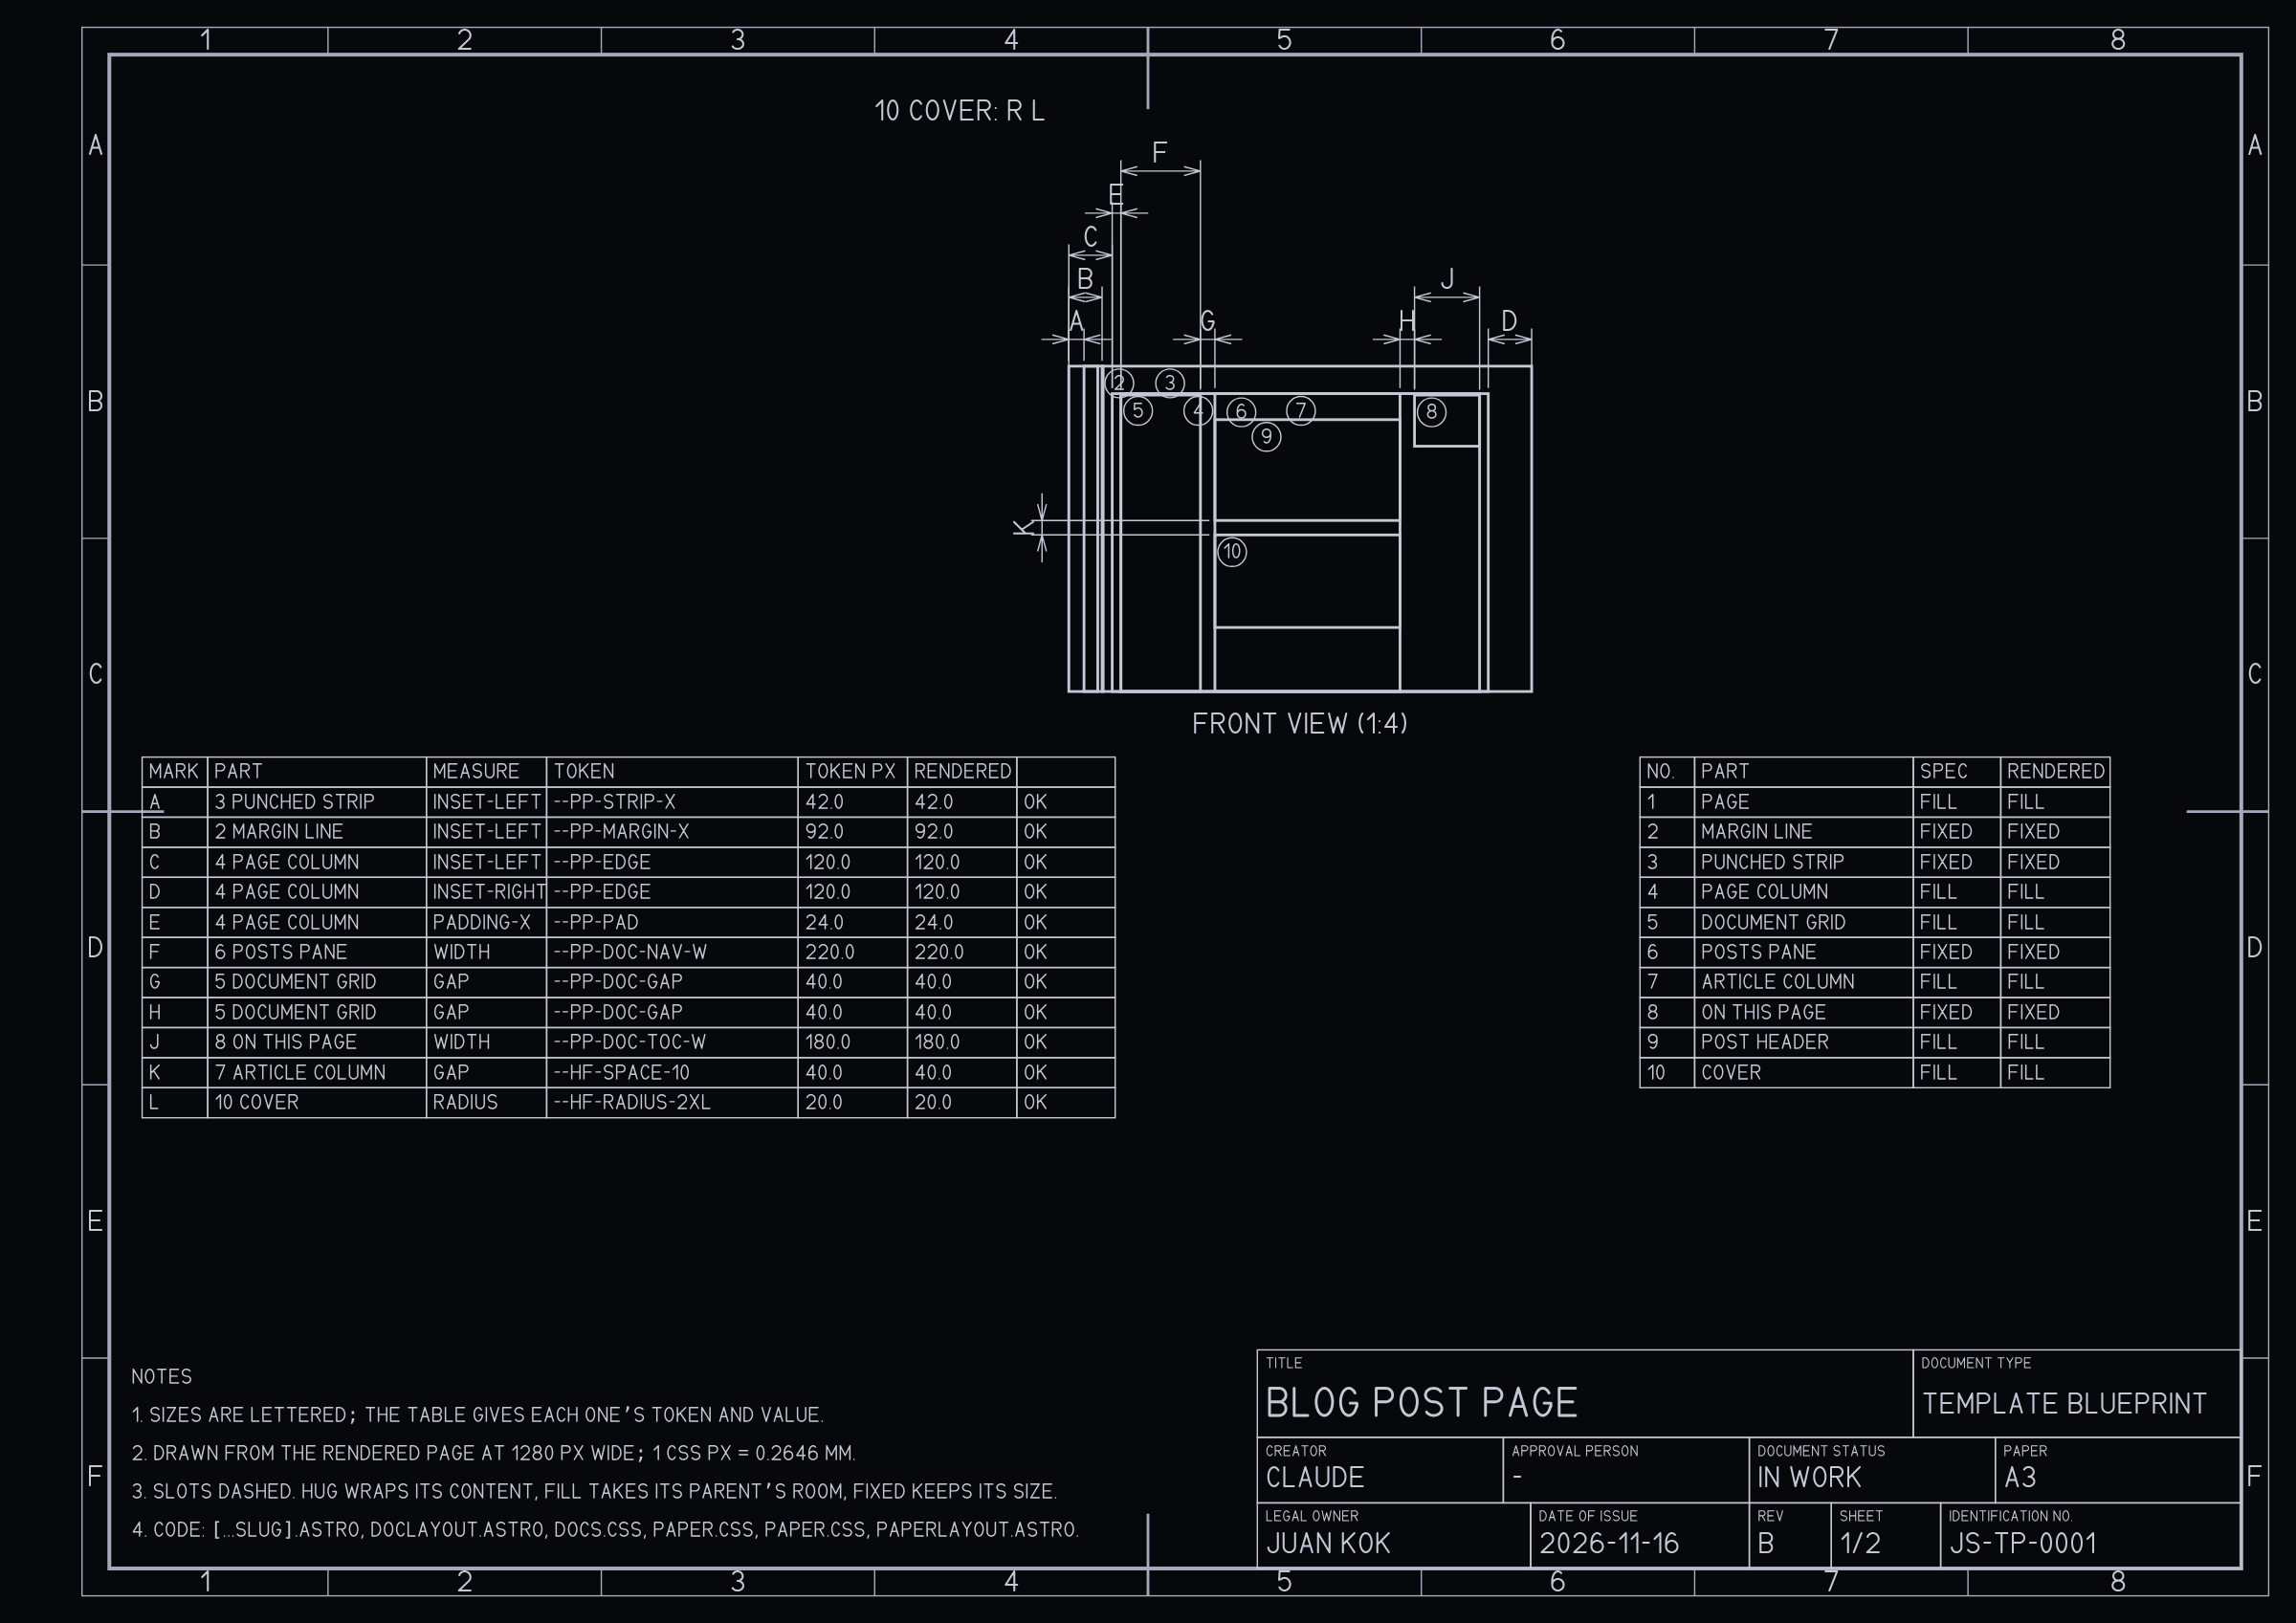 1 2 3 4 5 6 7 8
A A
10 COVER: R L
F
E
C
B J
A G H D
2 3
B B
5 4 6 7 8
9
K
10
C C
FRONT VIEW (1:4)
MARK PART MEASURE TOKEN TOKEN PX RENDERED
A 3 PUNCHED STRIP INSET-LEFT --PP-STRIP-X 42.0 42.0 OK
B 2 MARGIN LINE INSET-LEFT --PP-MARGIN-X 92.0 92.0 OK
C 4 PAGE COLUMN INSET-LEFT --PP-EDGE 120.0 120.0 OK
D 4 PAGE COLUMN INSET-RIGHT --PP-EDGE 120.0 120.0 OK
E 4 PAGE COLUMN PADDING-X --PP-PAD 24.0 24.0 OK
F 6 POSTS PANE WIDTH --PP-DOC-NAV-W 220.0 220.0 OK
G 5 DOCUMENT GRID GAP --PP-DOC-GAP 40.0 40.0 OK
H 5 DOCUMENT GRID GAP --PP-DOC-GAP 40.0 40.0 OK
J 8 ON THIS PAGE WIDTH --PP-DOC-TOC-W 180.0 180.0 OK
K 7 ARTICLE COLUMN GAP --HF-SPACE-10 40.0 40.0 OK
L 10 COVER RADIUS --HF-RADIUS-2XL 20.0 20.0 OK
NO. PART SPEC RENDERED
1 PAGE FILL FILL
2 MARGIN LINE FIXED FIXED
3 PUNCHED STRIP FIXED FIXED
4 PAGE COLUMN FILL FILL
5 DOCUMENT GRID FILL FILL
6 POSTS PANE FIXED FIXED
7 ARTICLE COLUMN FILL FILL
8 ON THIS PAGE FIXED FIXED
9 POST HEADER FILL FILL
10 COVER FILL FILL
D D
E E
NOTES
1. SIZES ARE LETTERED; THE TABLE GIVES EACH ONE'S TOKEN AND VALUE.
2. DRAWN FROM THE RENDERED PAGE AT 1280 PX WIDE; 1 CSS PX = 0.2646 MM.
3. SLOTS DASHED. HUG WRAPS ITS CONTENT, FILL TAKES ITS PARENT'S ROOM, FIXED KEEPS ITS SIZE.
4. CODE: [...SLUG].ASTRO, DOCLAYOUT.ASTRO, DOCS.CSS, PAPER.CSS, PAPER.CSS, PAPERLAYOUT.ASTRO.
TITLE DOCUMENT TYPE
BLOG POST PAGE TEMPLATE BLUEPRINT
CREATOR APPROVAL PERSON DOCUMENT STATUS PAPER
CLAUDE - IN WORK A3
LEGAL OWNER DATE OF ISSUE REV SHEET IDENTIFICATION NO.
JUAN KOK 2026-11-16 B 1/2 JS-TP-0001
F F
1 2 3 4 5 6 7 8